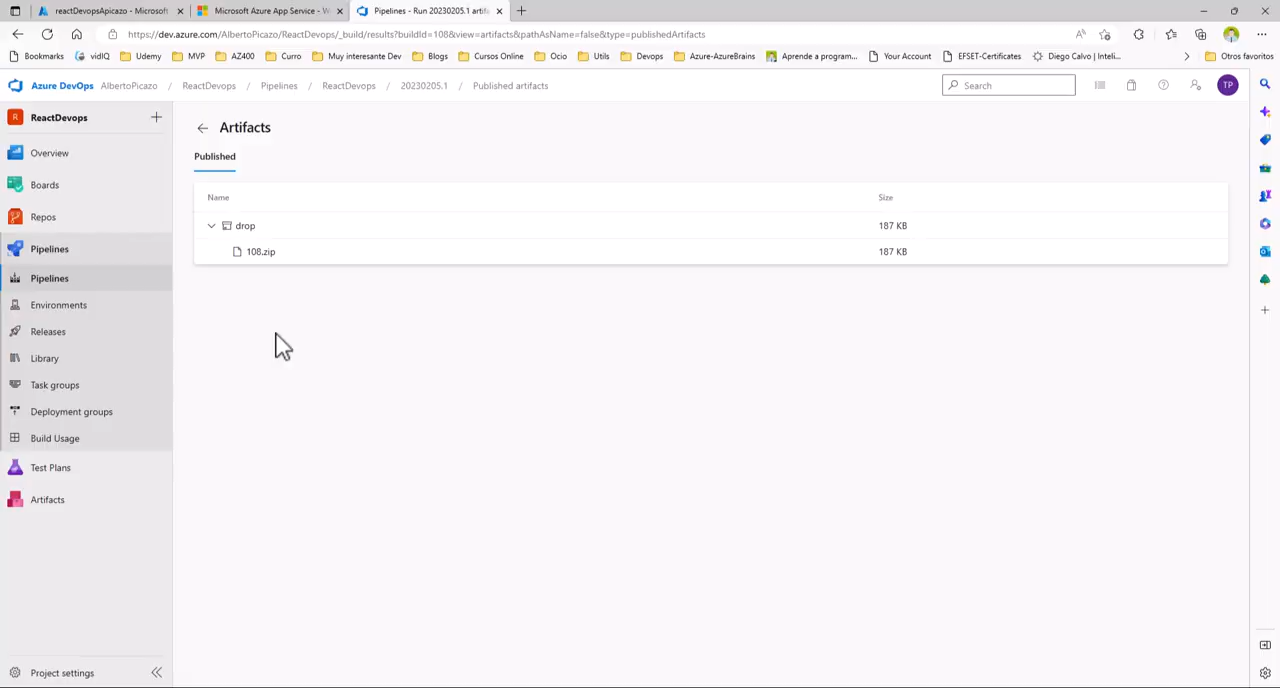 reactDevopsApicazo - Microsoft
Microsoft Azure App Service - W
Pipelines - Run 20230205.1 artifa
https://dev.azure.com/AlbertoPicazo/ReactDevops/_build/results?buildId=108&view=artifacts&pathAsName=false&type=publishedArtifacts
Bookmarks vidIQ Udemy MVP AZ400 Curro Muy interesante Dev Blogs Cursos Online Ocio Utils Devops Azure-AzureBrains Aprende a program... Your Account EFSET-Certificates Diego Calvo | Inteli... Otros favoritos
Azure DevOps AlbertoPicazo / ReactDevops / Pipelines / ReactDevops / 20230205.1 / Published artifacts
Search
TP
R ReactDevops
Overview
Boards
Repos
Pipelines
Pipelines
Environments
Releases
Library
Task groups
Deployment groups
Build Usage
Test Plans
Artifacts
Project settings
Artifacts
Published
Name Size
drop 187 KB
108.zip 187 KB